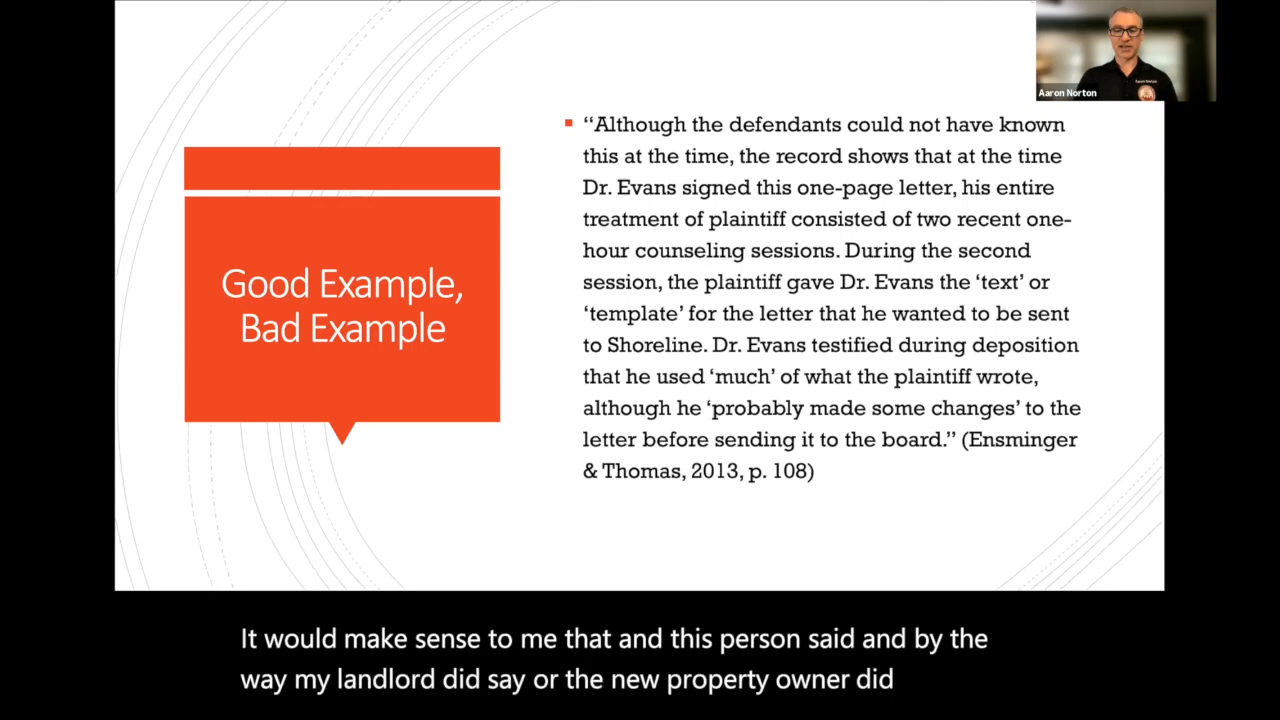 Aaron Norton
Good Example,
Bad Example
“Although the defendants could not have known
this at the time, the record shows that at the time
Dr. Evans signed this one-page letter, his entire
treatment of plaintiff consisted of two recent one-
hour counseling sessions. During the second
session, the plaintiff gave Dr. Evans the ‘text’ or
‘template’ for the letter that he wanted to be sent
to Shoreline. Dr. Evans testified during deposition
that he used ‘much’ of what the plaintiff wrote,
although he ‘probably made some changes’ to the
letter before sending it to the board.” (Ensminger
& Thomas, 2013, p. 108)
It would make sense to me that and this person said and by the
way my landlord did say or the new property owner did